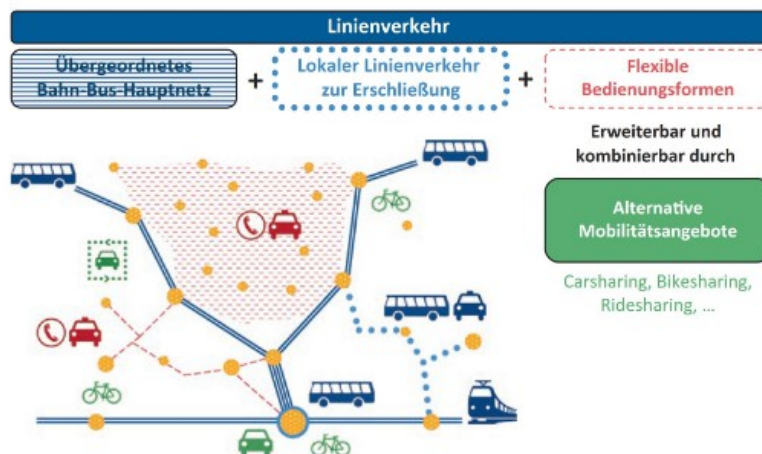 Linienverkehr
Übergeordnetes
Bahn-Bus-Hauptnetz
+
Lokaler Linienverkehr
zur Erschließung
+
Flexible
Bedienungsformen
Erweiterbar und
kombinierbar durch
Alternative
Mobilitätsangebote
Carsharing, Bikesharing,
Ridesharing, ...